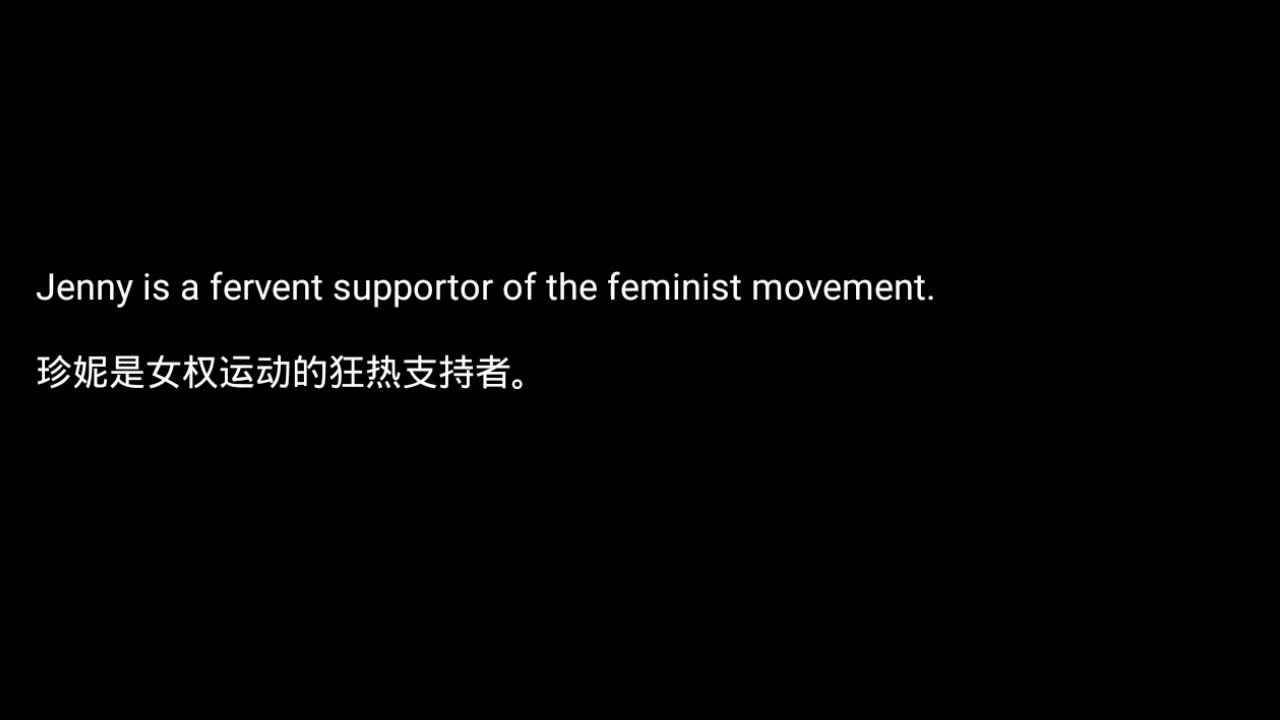 Jenny is a fervent supportor of the feminist movement.
珍妮是女权运动的狂热支持者。